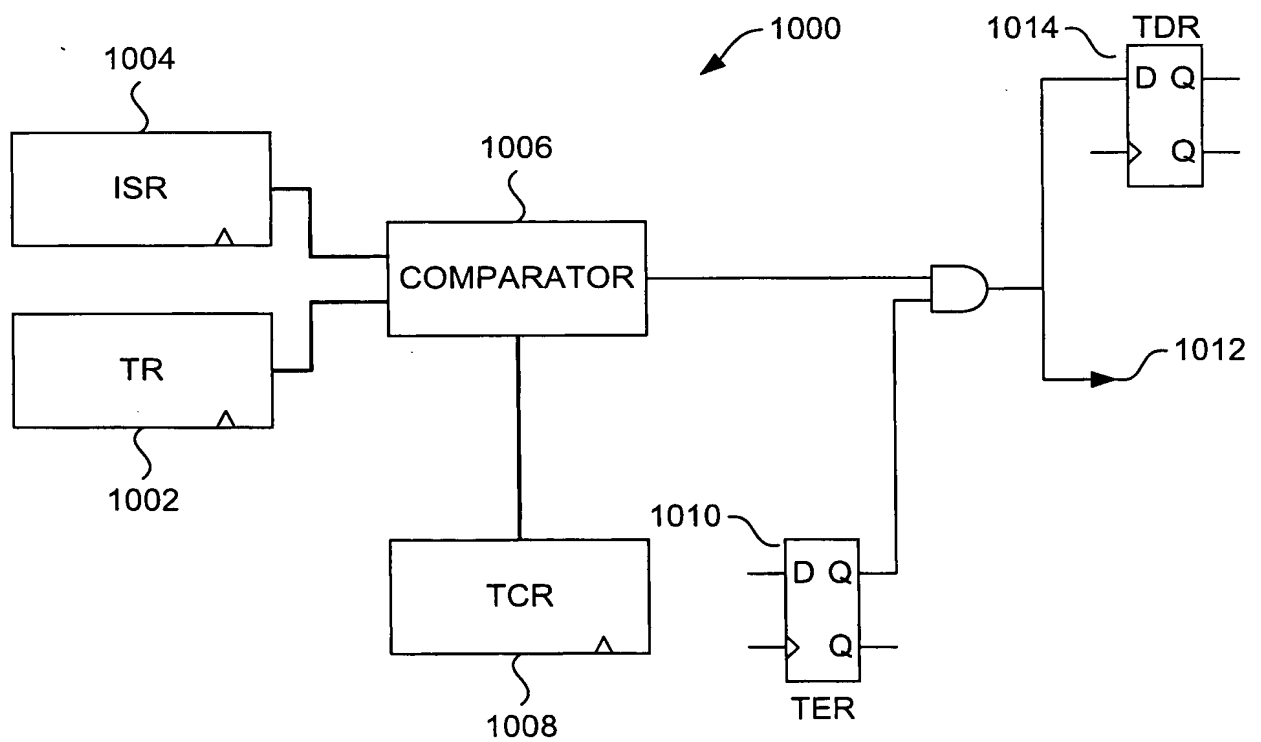 1000
1014
TDR
D Q
Q
1004
ISR
1006
COMPARATOR
TR
1002
1012
1010
D Q
Q
TER
TCR
1008